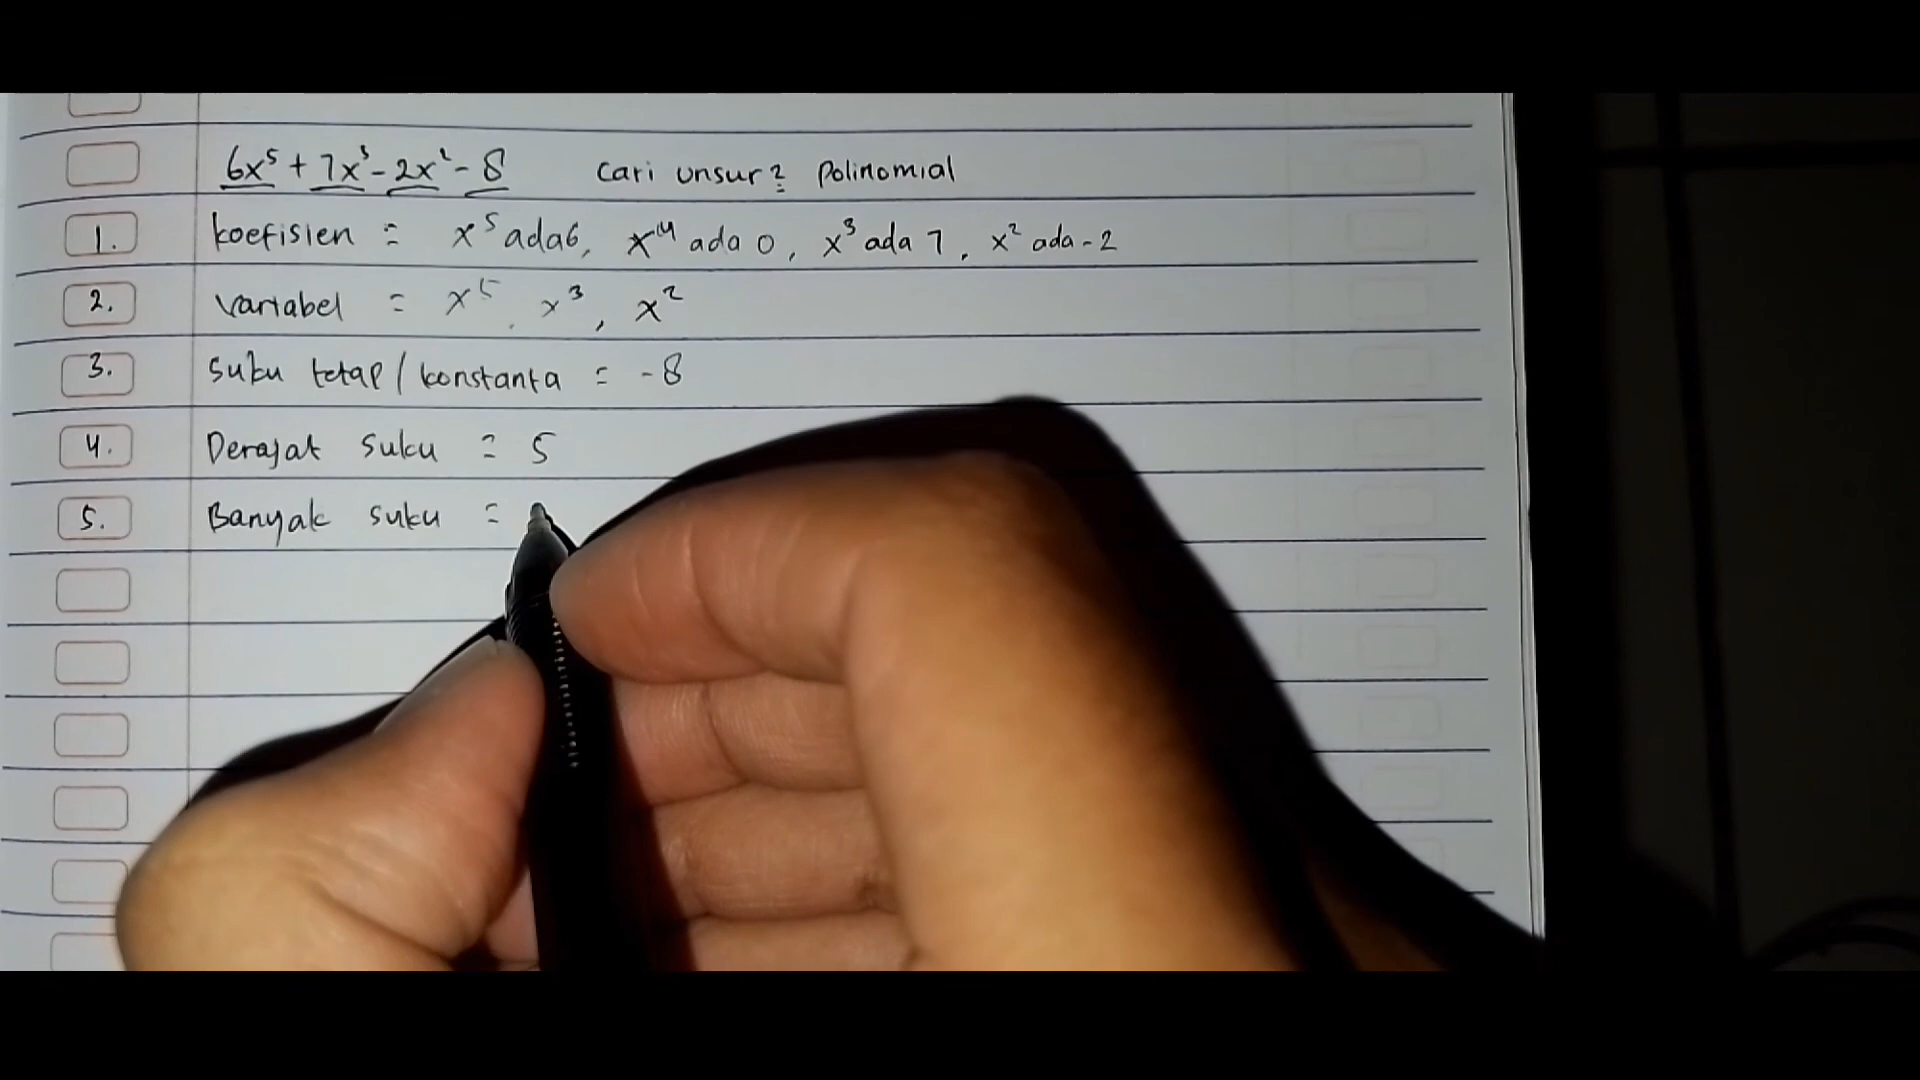 6x⁵ + 7x³ - 2x² - 8 cari unsur2 polinomial
1. koefisien = x⁵ ada 6, x⁴ ada 0, x³ ada 7, x² ada -2
2. Variabel = x⁵, x³, x²
3. Suku tetap / konstanta = -8
4. Derajat suku = 5
5. Banyak suku =